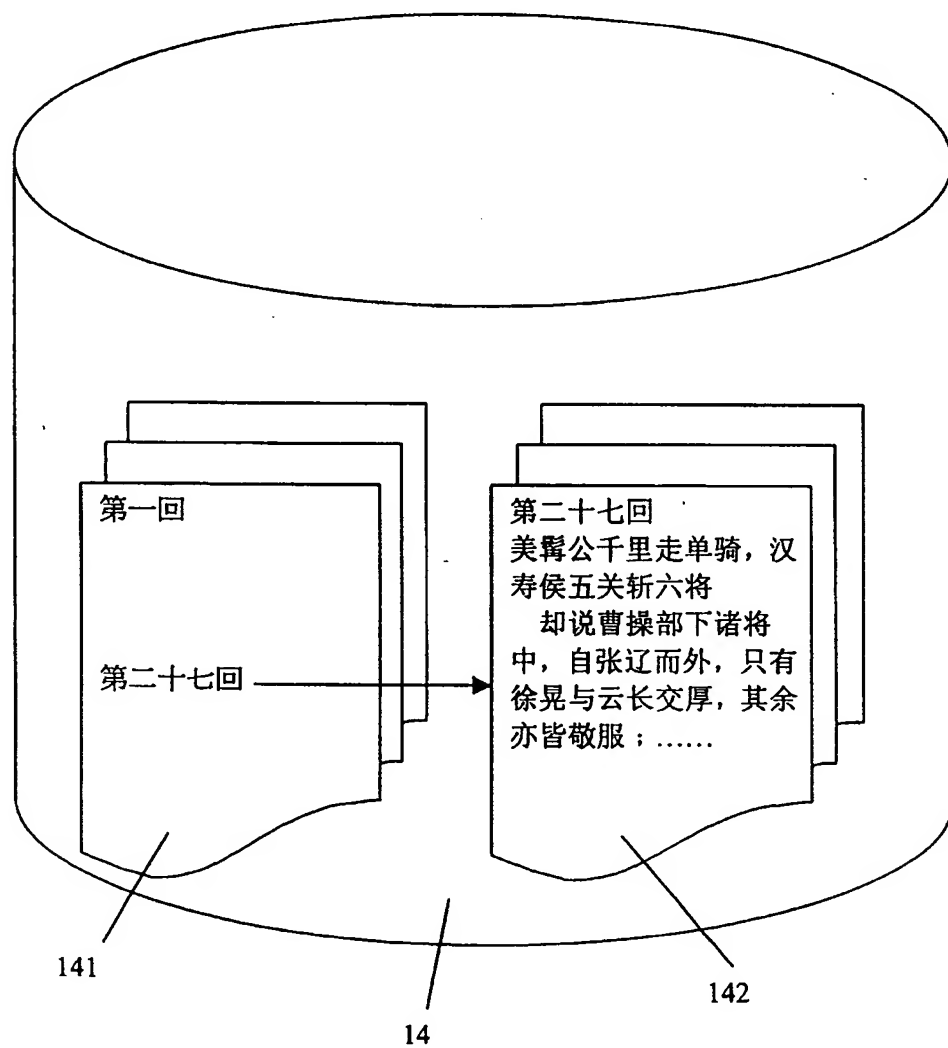 第一回
第二十七回
第二十七回
美髯公千里走单骑，汉
寿侯五关斩六将
却说曹操部下诸将
中，自张辽而外，只有
徐晃与云长交厚，其余
亦皆敬服；……
141
142
14